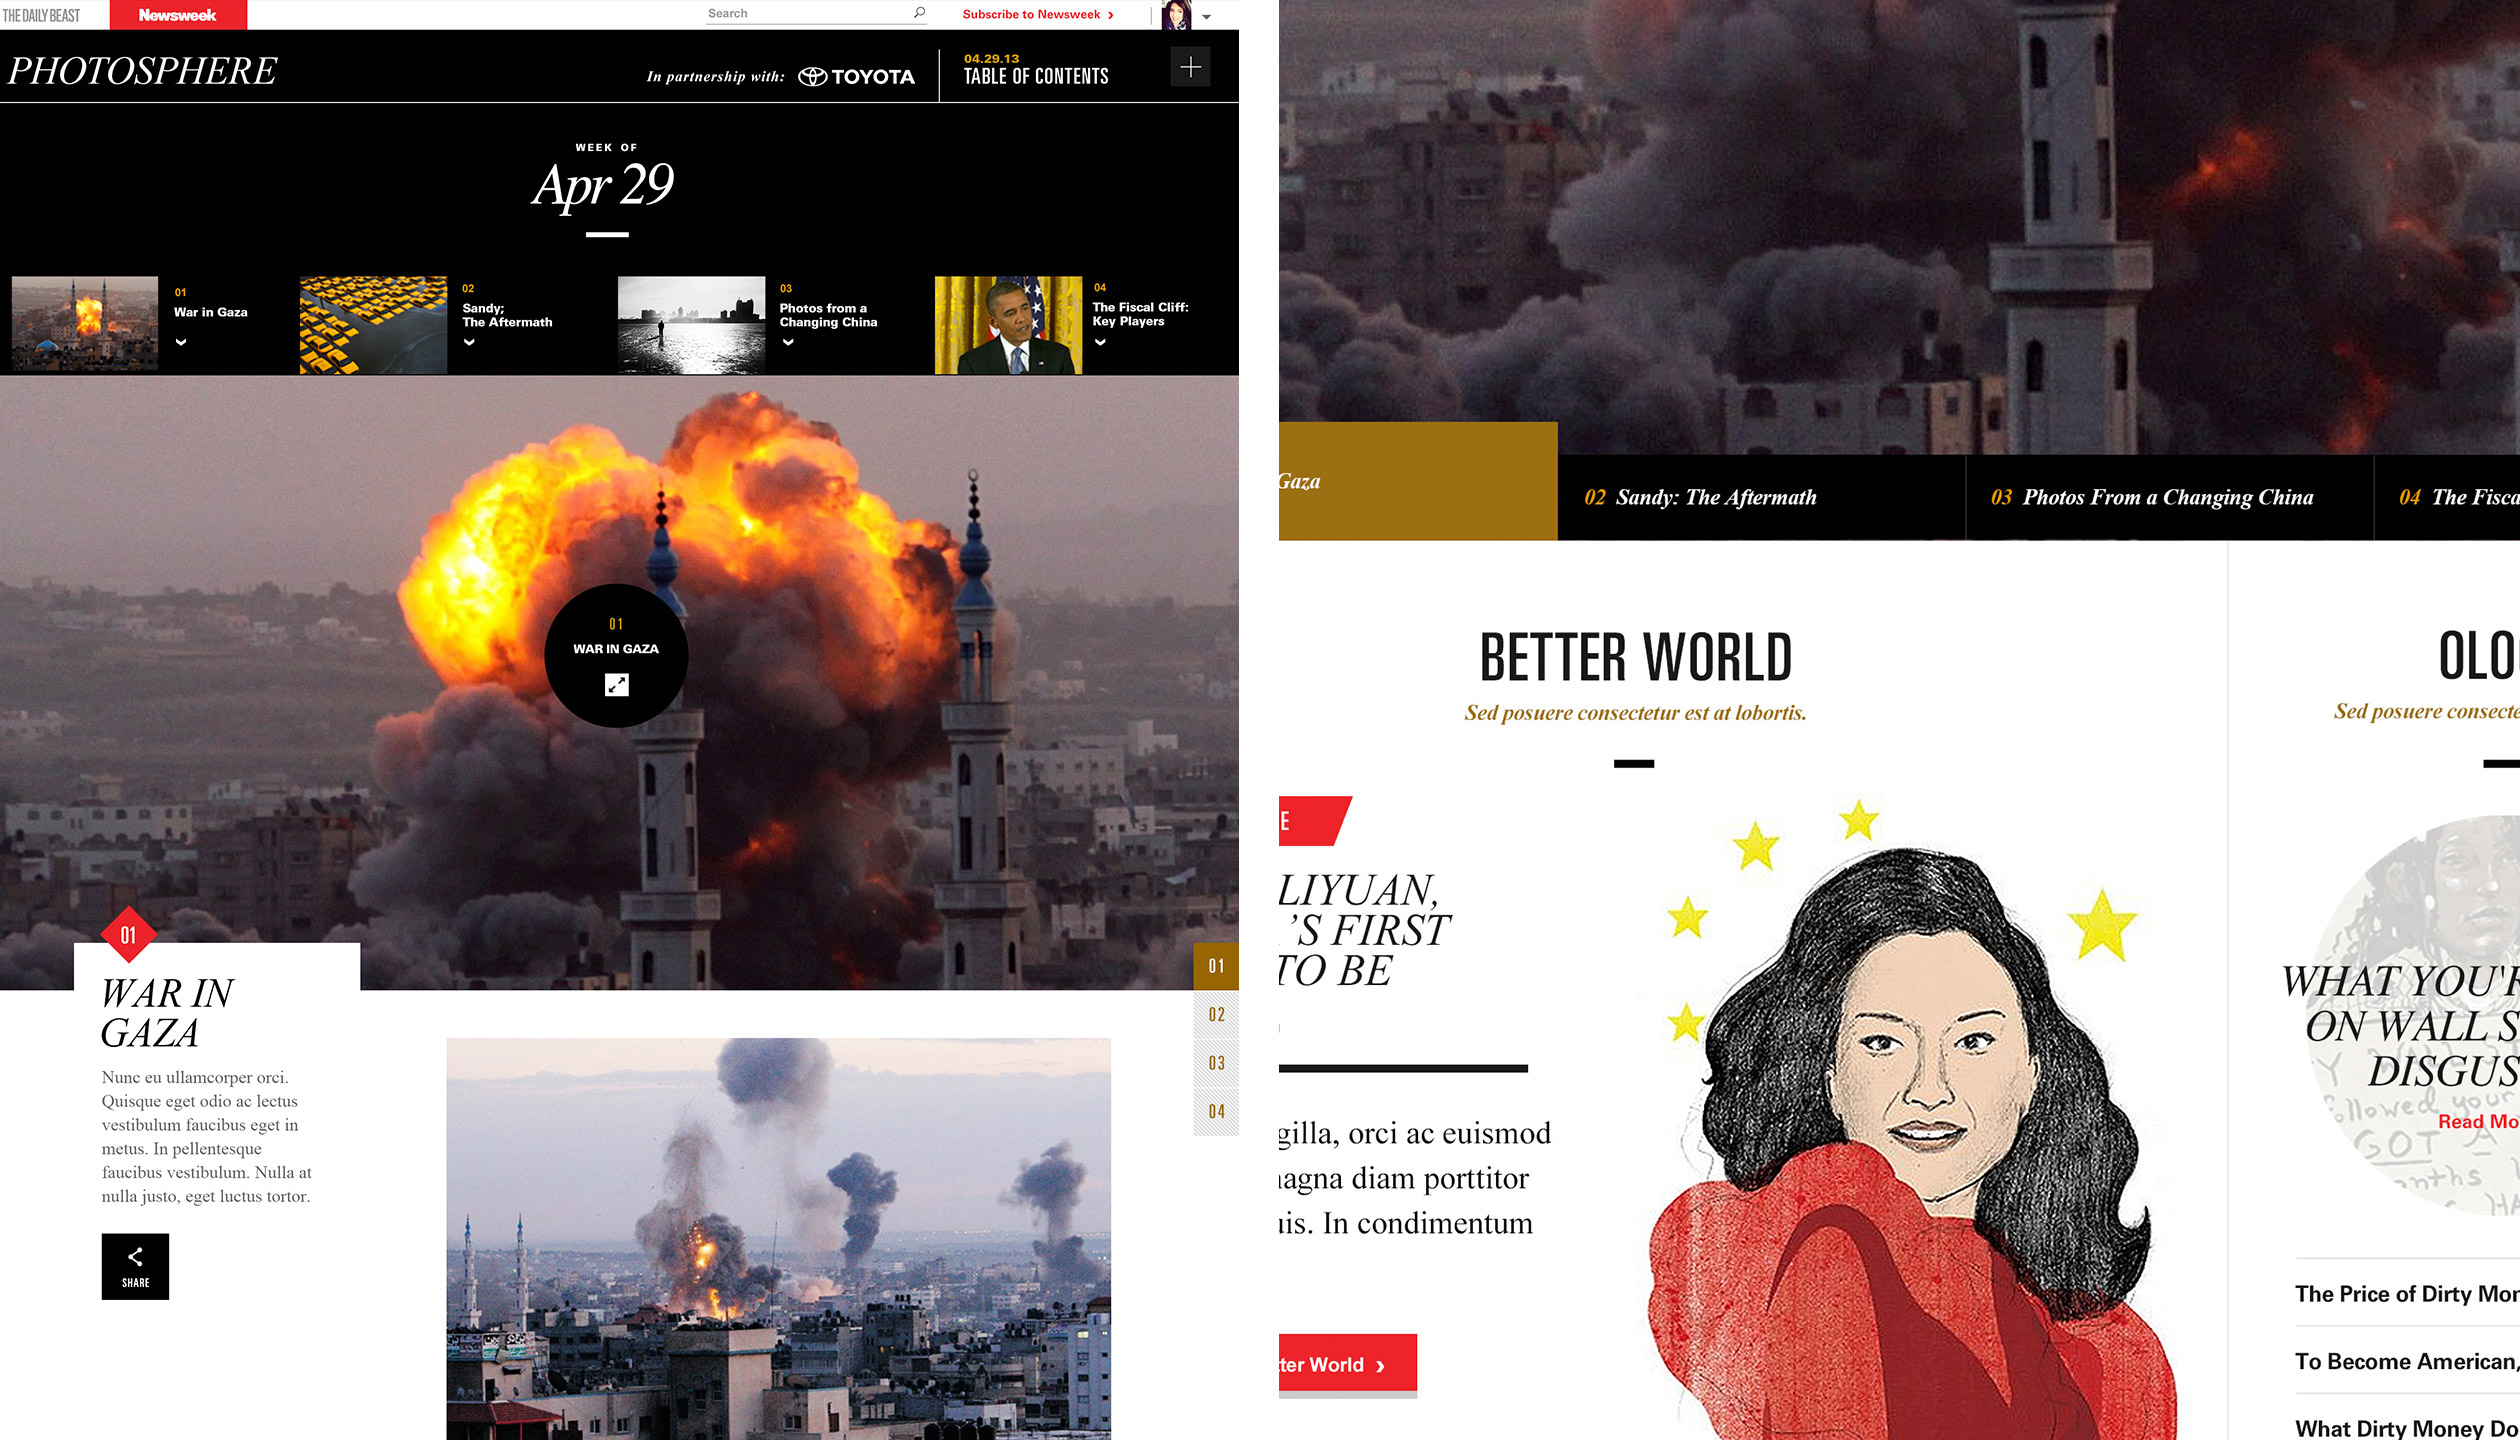 THE DAILY BEAST
Newsweek
Search
Subscribe to Newsweek ›
PHOTOSPHERE
In partnership with:
TOYOTA
04.29.13
TABLE OF CONTENTS
WEEK OF
Apr 29
01
War in Gaza
02
Sandy;
The Aftermath
03
Photos from a
Changing China
04
The Fiscal Cliff:
Key Players
01
WAR IN GAZA
01
WAR IN
GAZA
Nunc eu ullamcorper orci.
Quisque eget odio ac lectus
vestibulum faucibus eget in
metus. In pellentesque
faucibus vestibulum. Nulla at
nulla justo, eget luctus tortor.
SHARE
01
02
03
04
Gaza
02 Sandy: The Aftermath
03 Photos From a Changing China
04 The Fisca
BETTER WORLD
Sed posuere consectetur est at lobortis.
E
LIYUAN,
'S FIRST
TO BE
gilla, orci ac euismod
nagna diam porttitor
uis. In condimentum
tter World ›
OLO
Sed posuere consecte
WHAT YOU'R
ON WALL S
DISGUS
Read Mo
The Price of Dirty Mon
To Become American,
What Dirty Money Do